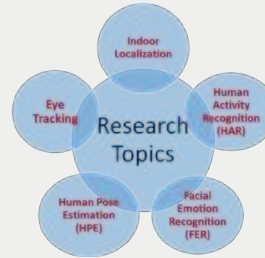 Indoor
Localization
Eye
Tracking
Human
Activity
Recognition
(HAR)
Research
Topics
Human Pose
Estimation
(HPE)
Facial
Emotion
Recognition
(FER)